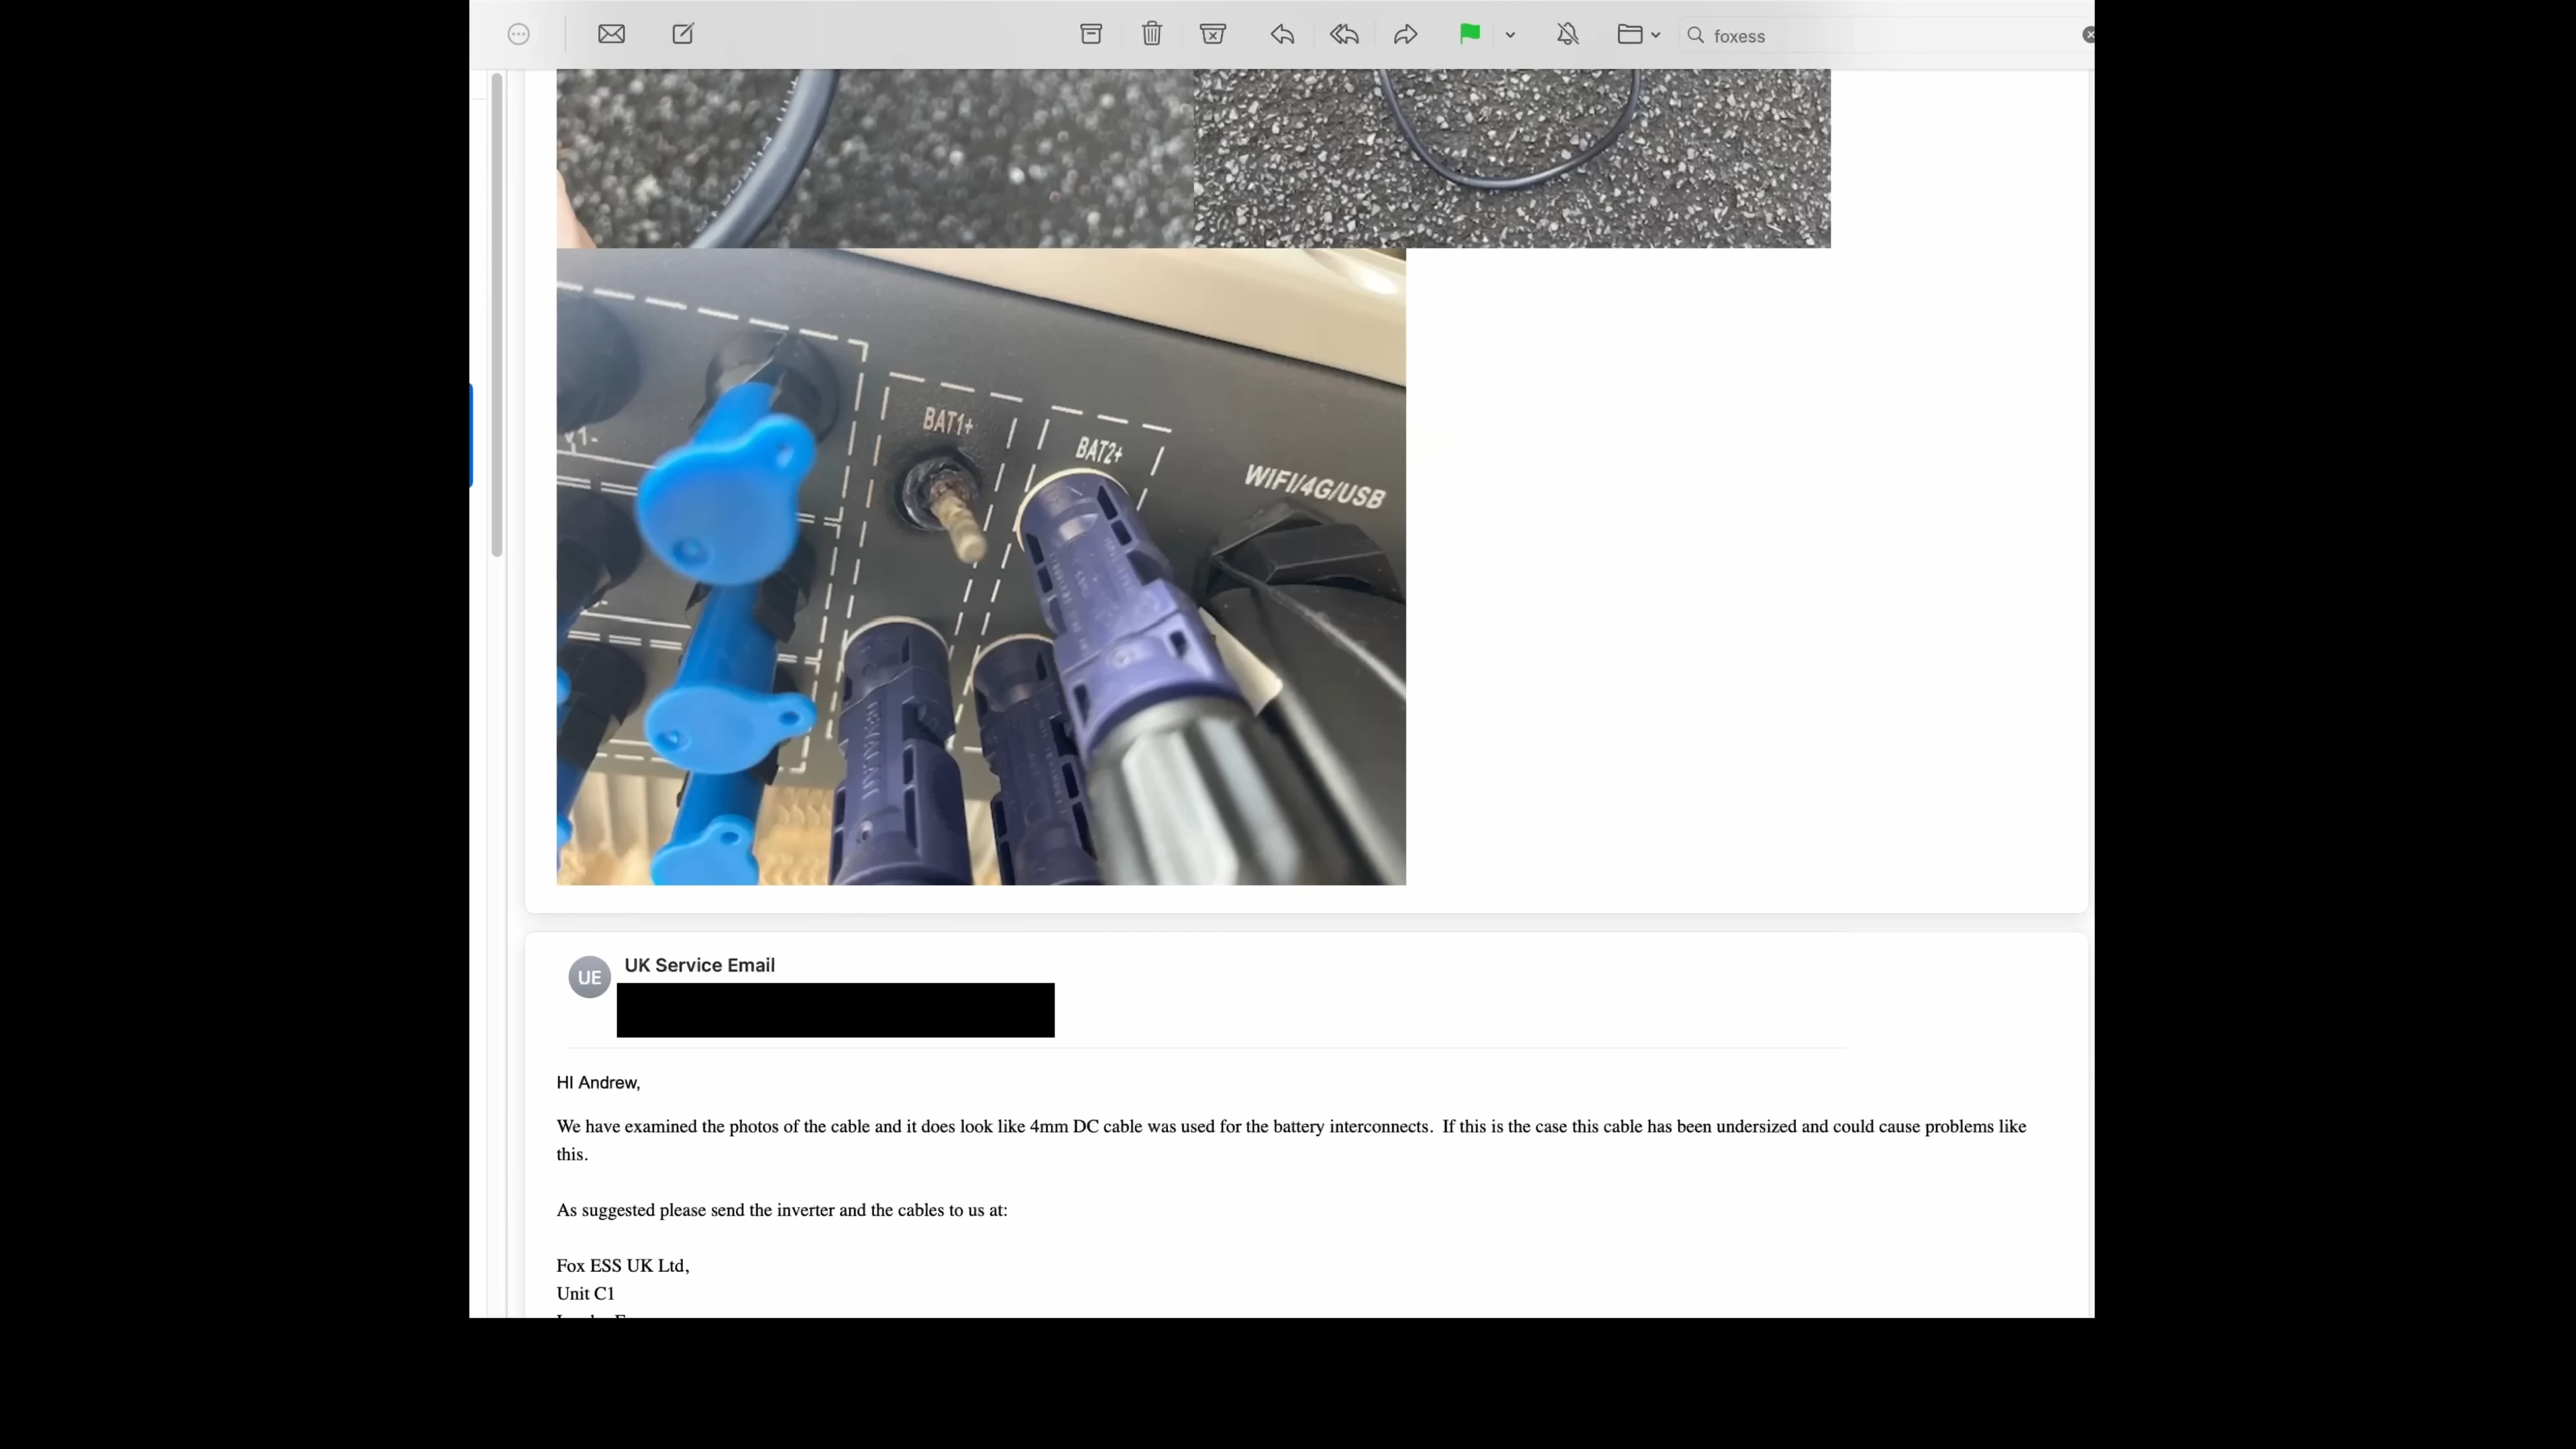 foxess
BAT1+
BAT2+
WIFI/4G/USB
V1-
UE
UK Service Email
HI Andrew,
We have examined the photos of the cable and it does look like 4mm DC cable was used for the battery interconnects.  If this is the case this cable has been undersized and could cause problems like
this.
As suggested please send the inverter and the cables to us at:
Fox ESS UK Ltd,
Unit C1